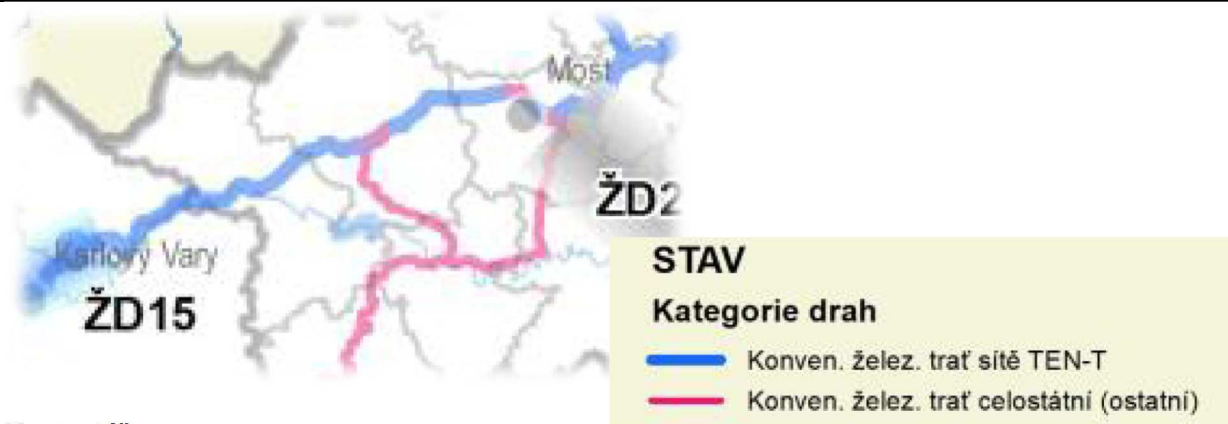 Most
ŽD2
Karlovy Vary
ŽD15
STAV
Kategorie drah
Konven. želez. trať sítě TEN-T
Konven. želez. trať celostátní (ostatní)